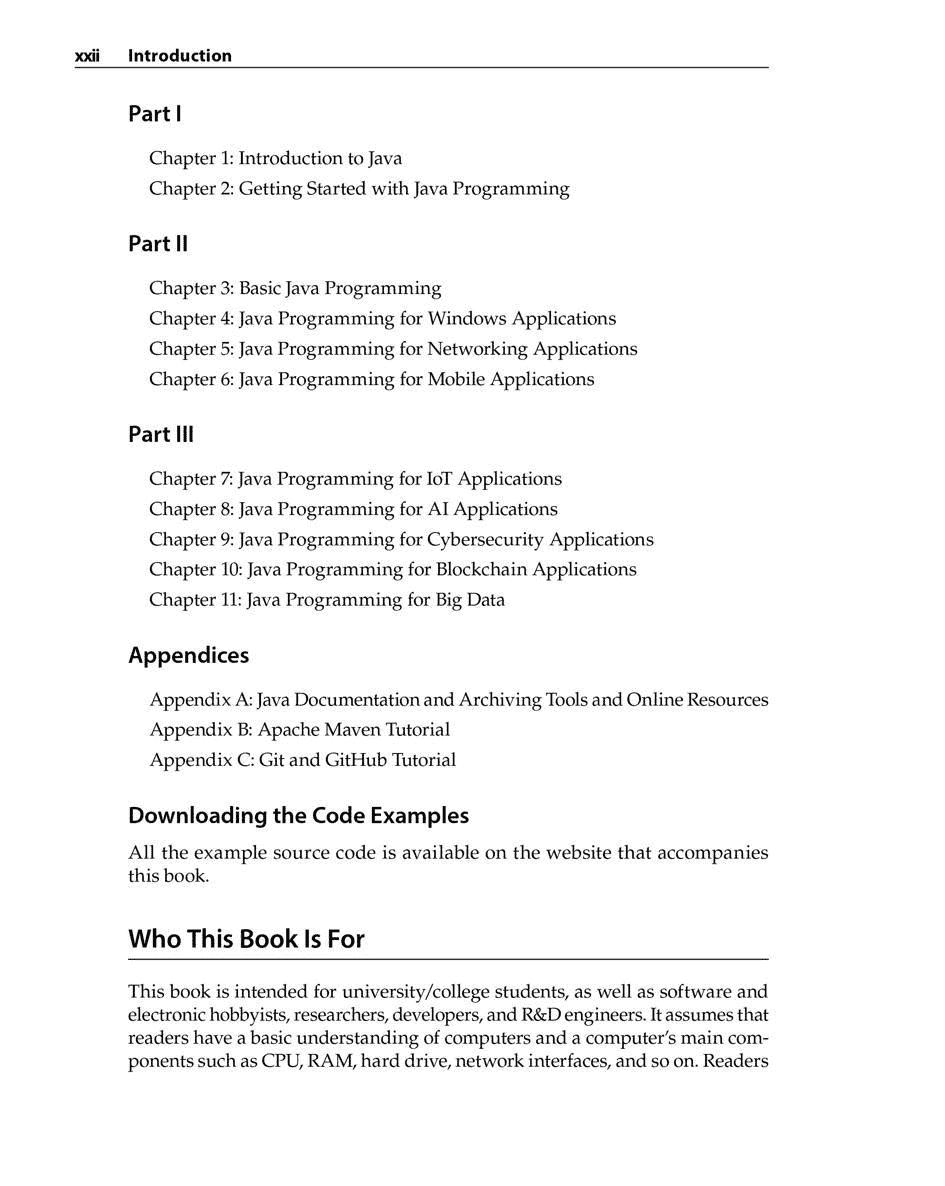 xxii Introduction
Part I
Chapter 1: Introduction to Java
Chapter 2: Getting Started with Java Programming
Part II
Chapter 3: Basic Java Programming
Chapter 4: Java Programming for Windows Applications
Chapter 5: Java Programming for Networking Applications
Chapter 6: Java Programming for Mobile Applications
Part III
Chapter 7: Java Programming for IoT Applications
Chapter 8: Java Programming for AI Applications
Chapter 9: Java Programming for Cybersecurity Applications
Chapter 10: Java Programming for Blockchain Applications
Chapter 11: Java Programming for Big Data
Appendices
Appendix A: Java Documentation and Archiving Tools and Online Resources
Appendix B: Apache Maven Tutorial
Appendix C: Git and GitHub Tutorial
Downloading the Code Examples
All the example source code is available on the website that accompanies
this book.
Who This Book Is For
This book is intended for university/college students, as well as software and
electronic hobbyists, researchers, developers, and R&D engineers. It assumes that
readers have a basic understanding of computers and a computer's main com-
ponents such as CPU, RAM, hard drive, network interfaces, and so on. Readers